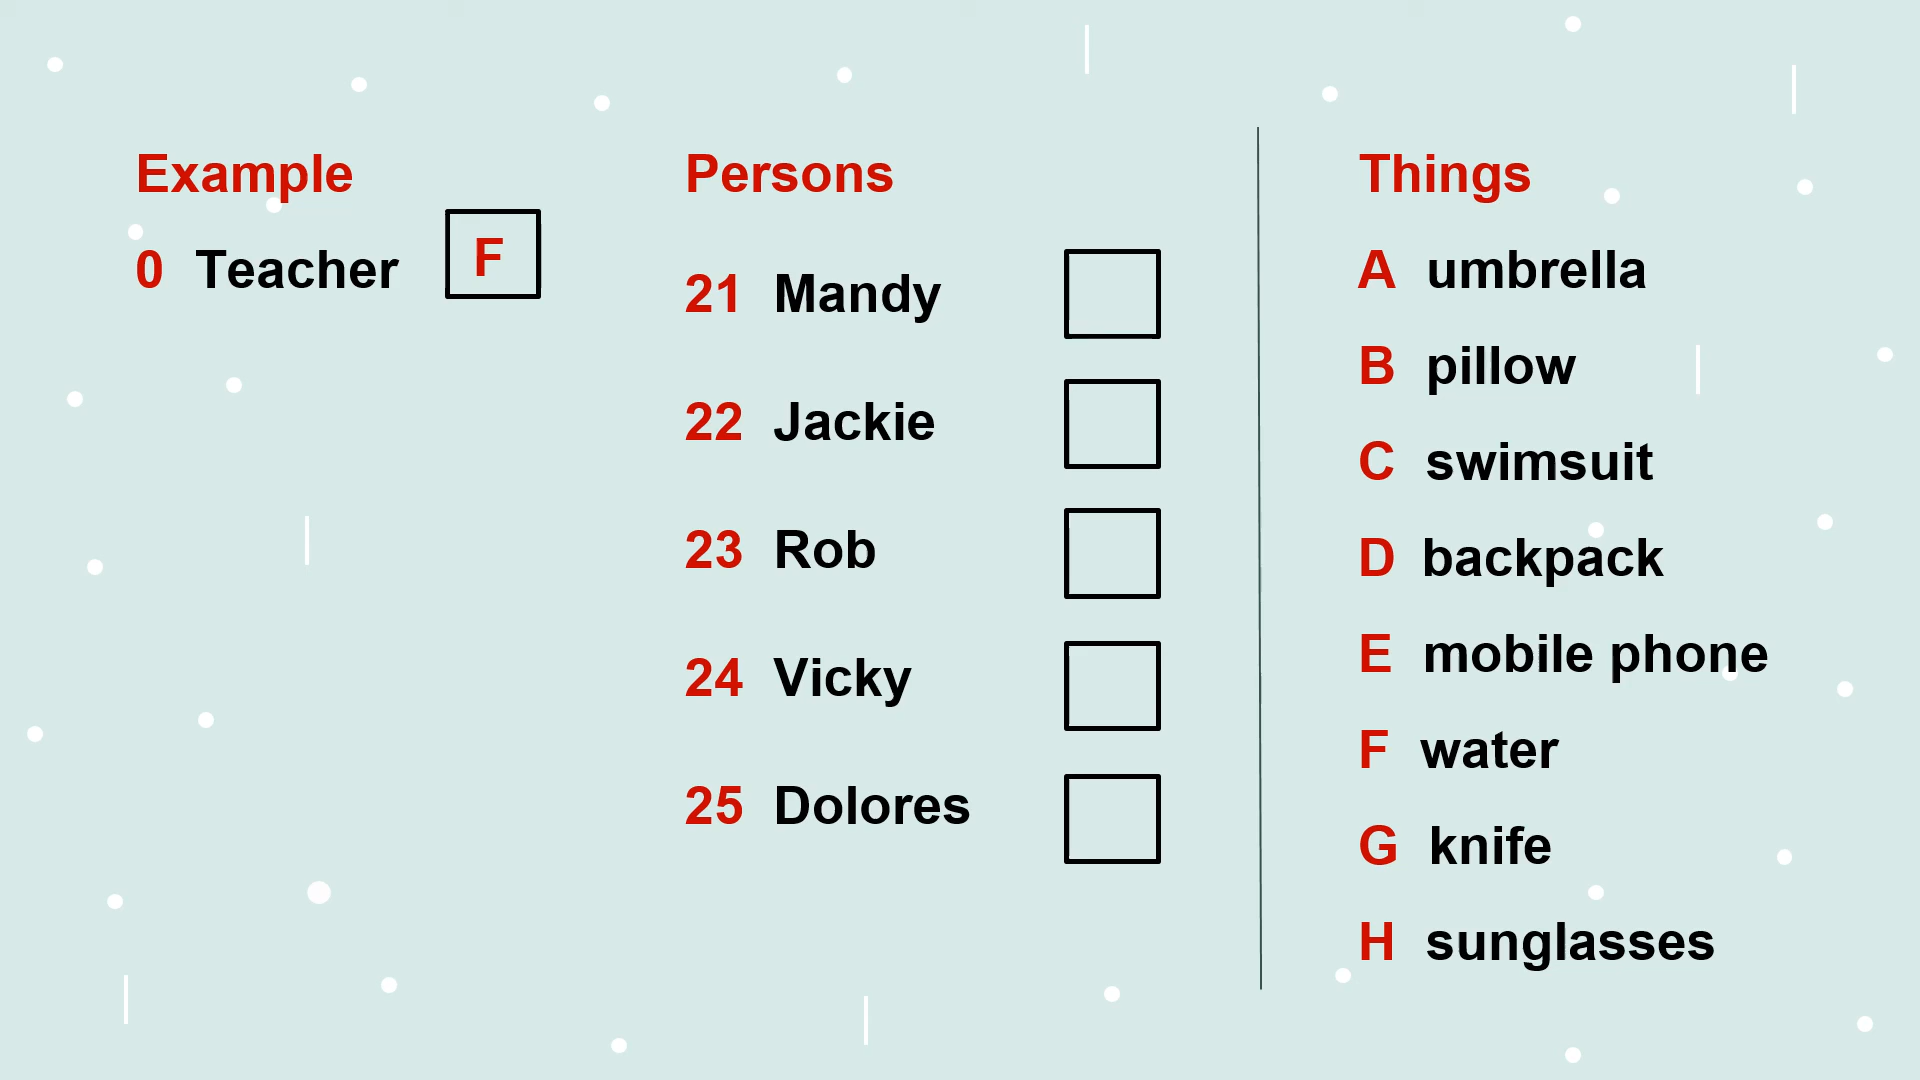 Example
0 Teacher F
Persons
21 Mandy
22 Jackie
23 Rob
24 Vicky
25 Dolores
Things
A umbrella
B pillow
C swimsuit
D backpack
E mobile phone
F water
G knife
H sunglasses